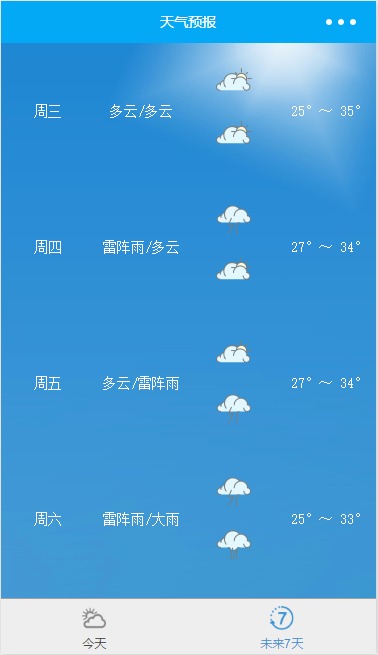 天气预报
周三 多云/多云 25° ～ 35°
周四 雷阵雨/多云 27° ～ 34°
周五 多云/雷阵雨 27° ～ 34°
周六 雷阵雨/大雨 25° ～ 33°
7
今天 未来7天